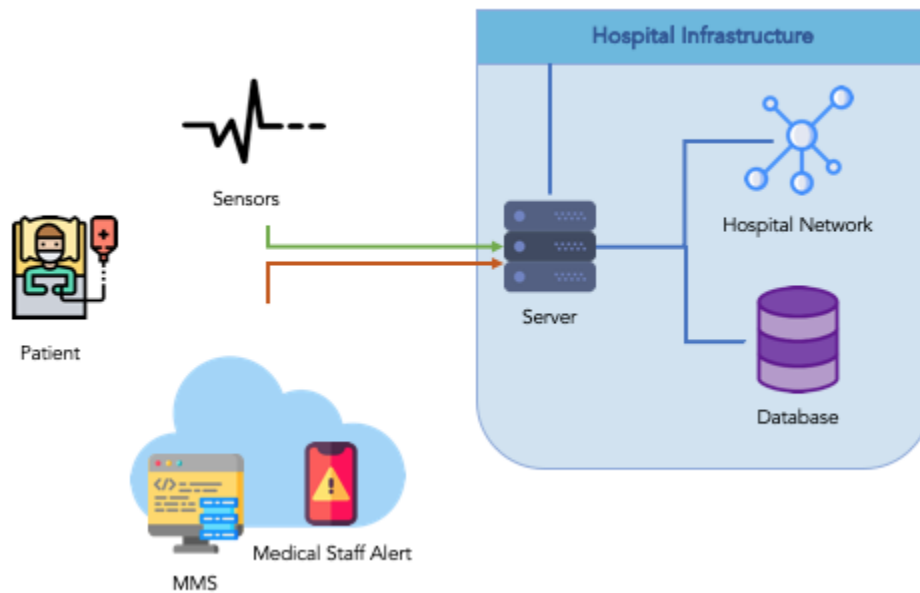 Hospital Infrastructure
Sensors
Hospital Network
Server
Patient
Database
Medical Staff Alert
MMS